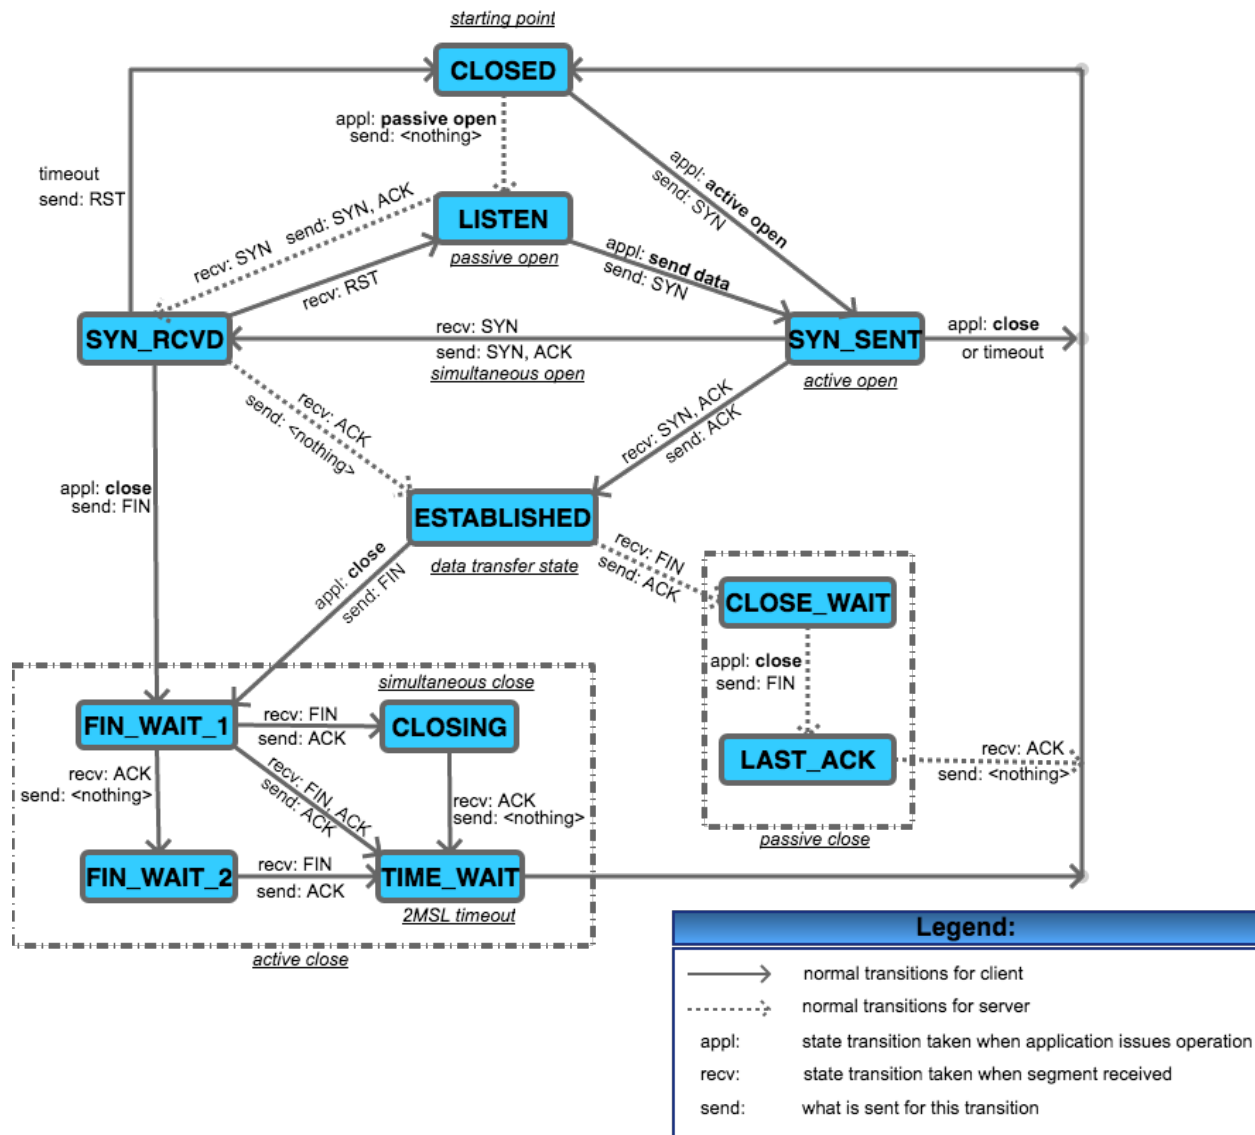 starting point
CLOSED
appl: passive open
send: <nothing>
appl: active open
send: SYN
timeout
send: RST
recv: SYN send: SYN, ACK
LISTEN
passive open
appl: send data
send: SYN
recv: RST
SYN_RCVD
recv: SYN
send: SYN, ACK
simultaneous open
SYN_SENT
active open
appl: close
or timeout
recv: ACK
send: <nothing>
recv: SYN, ACK
send: ACK
appl: close
send: FIN
ESTABLISHED
data transfer state
appl: close
send: FIN
recv: FIN
send: ACK
CLOSE_WAIT
appl: close
send: FIN
LAST_ACK
recv: ACK
send: <nothing>
passive close
simultaneous close
FIN_WAIT_1
recv: FIN
send: ACK
CLOSING
recv: ACK
send: <nothing>
recv: FIN, ACK
send: ACK
recv: ACK
send: <nothing>
FIN_WAIT_2
recv: FIN
send: ACK
TIME_WAIT
2MSL timeout
active close
Legend:
normal transitions for client
normal transitions for server
appl: state transition taken when application issues operation
recv: state transition taken when segment received
send: what is sent for this transition